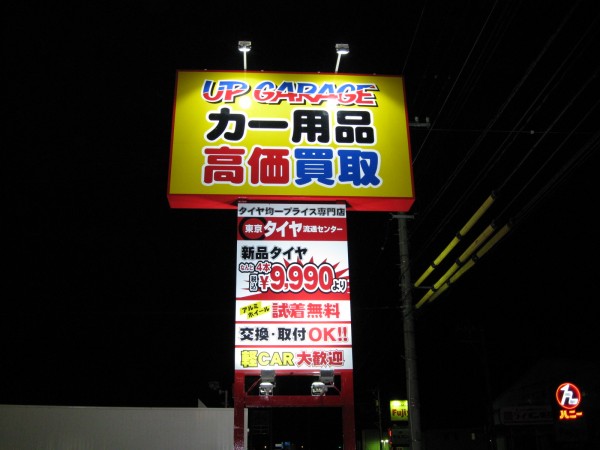 UP GARAGE
カー用品
高価買取
タイヤ均一プライス専門店
東京タイヤ流通センター
新品タイヤ
4本
税込 ¥9,990より
アルミホイール 試着無料
交換・取付OK!!
軽CAR大歓迎
Fuji
ハニー